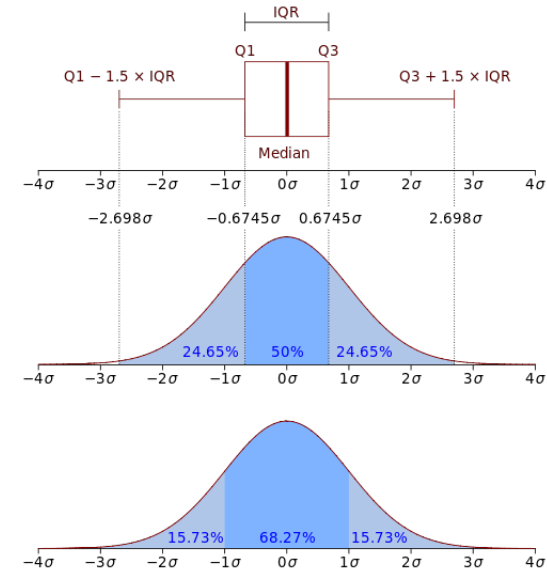 IQR
Q1 Q3
Q1 − 1.5 × IQR Q3 + 1.5 × IQR
Median
−4σ −3σ −2σ −1σ 0σ 1σ 2σ 3σ 4σ
−2.698σ −0.6745σ 0.6745σ 2.698σ
24.65% 50% 24.65%
−4σ −3σ −2σ −1σ 0σ 1σ 2σ 3σ 4σ
15.73% 68.27% 15.73%
−4σ −3σ −2σ −1σ 0σ 1σ 2σ 3σ 4σ